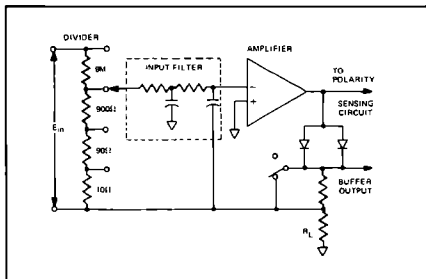 DIVIDER
AMPLIFIER
INPUT FILTER
9M
900Ω
90Ω
10Ω
Ein
−
+
TO
POLARITY
SENSING
CIRCUIT
BUFFER
OUTPUT
RL